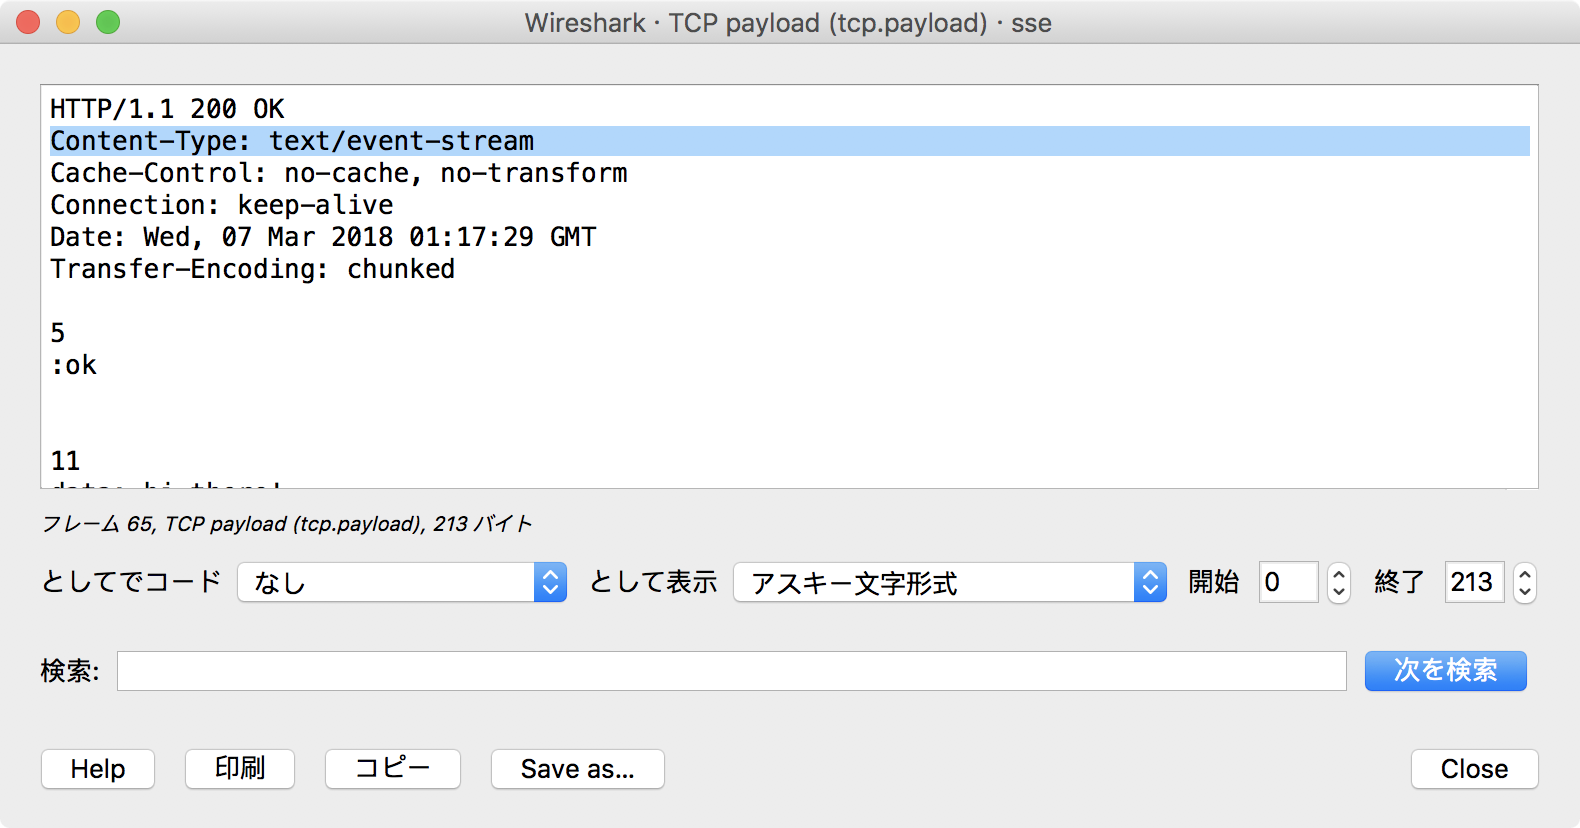 Wireshark · TCP payload (tcp.payload) · sse
HTTP/1.1 200 OK
Content-Type: text/event-stream
Cache-Control: no-cache, no-transform
Connection: keep-alive
Date: Wed, 07 Mar 2018 01:17:29 GMT
Transfer-Encoding: chunked
5
:ok
11
data: hi there!
フレーム 65, TCP payload (tcp.payload), 213 バイト
としてでコード なし として表示 アスキー文字形式 開始 0 終了 213
検索: 次を検索
Help 印刷 コピー Save as... Close